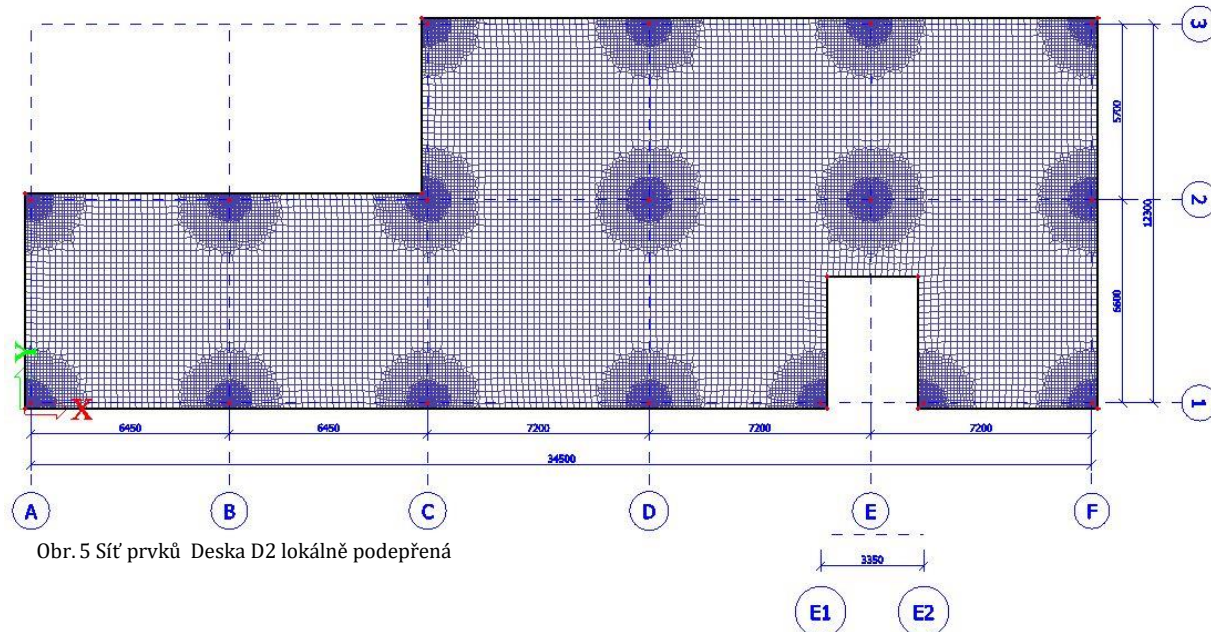 3
5700
2
12300
6600
Y
X
1
6450
6450
7200
7200
7200
34500
A
B
C
D
E
F
Obr. 5 Síť prvků Deska D2 lokálně podepřená
3350
E1
E2